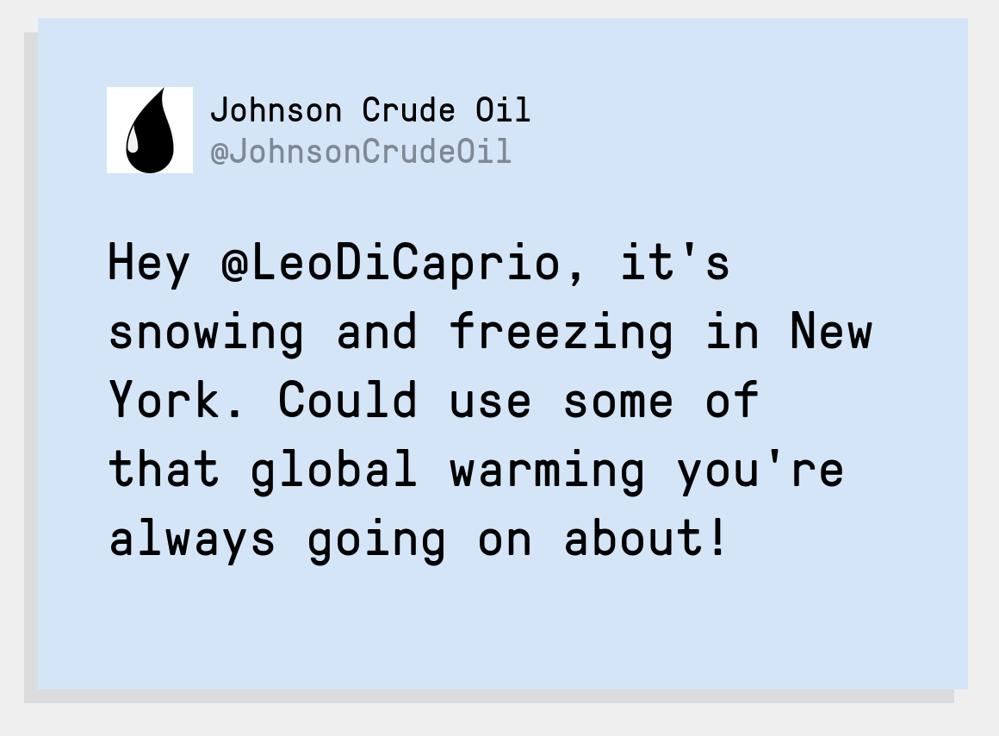 Johnson Crude Oil
@JohnsonCrudeOil
Hey @LeoDiCaprio, it's
snowing and freezing in New
York. Could use some of
that global warming you're
always going on about!